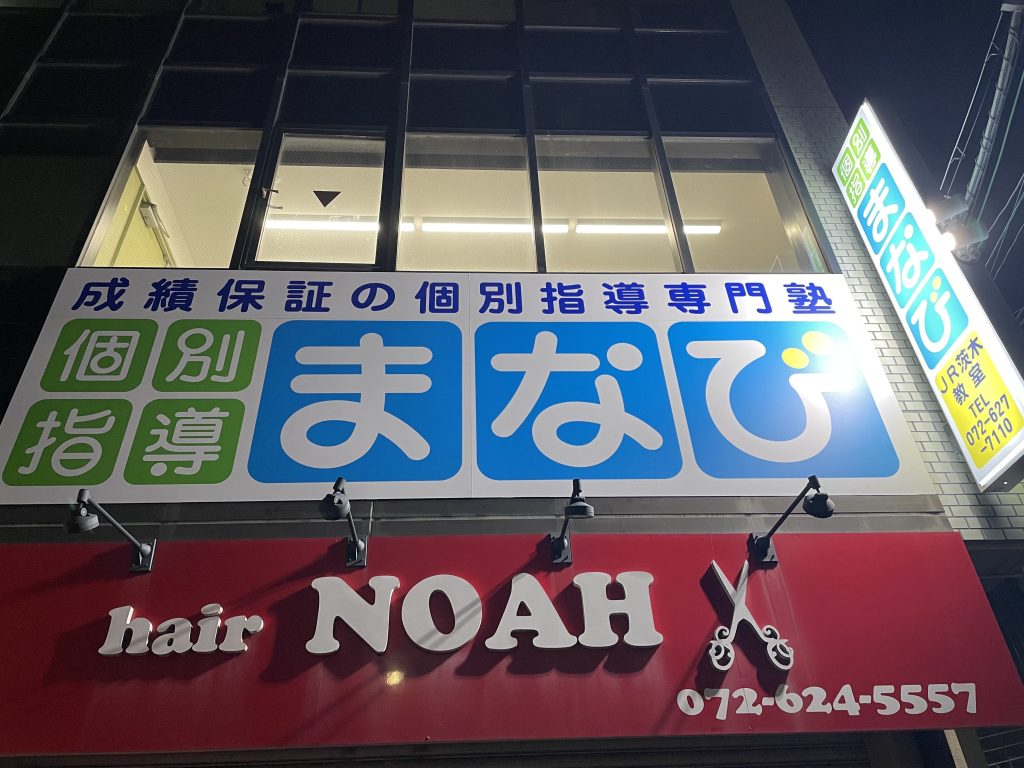 成績保証の個別指導専門塾
個別
指導
まなび
個別
指導
まなび
JR茨木
教室
TEL
072-627
-7110
hair NOAH
072-624-5557